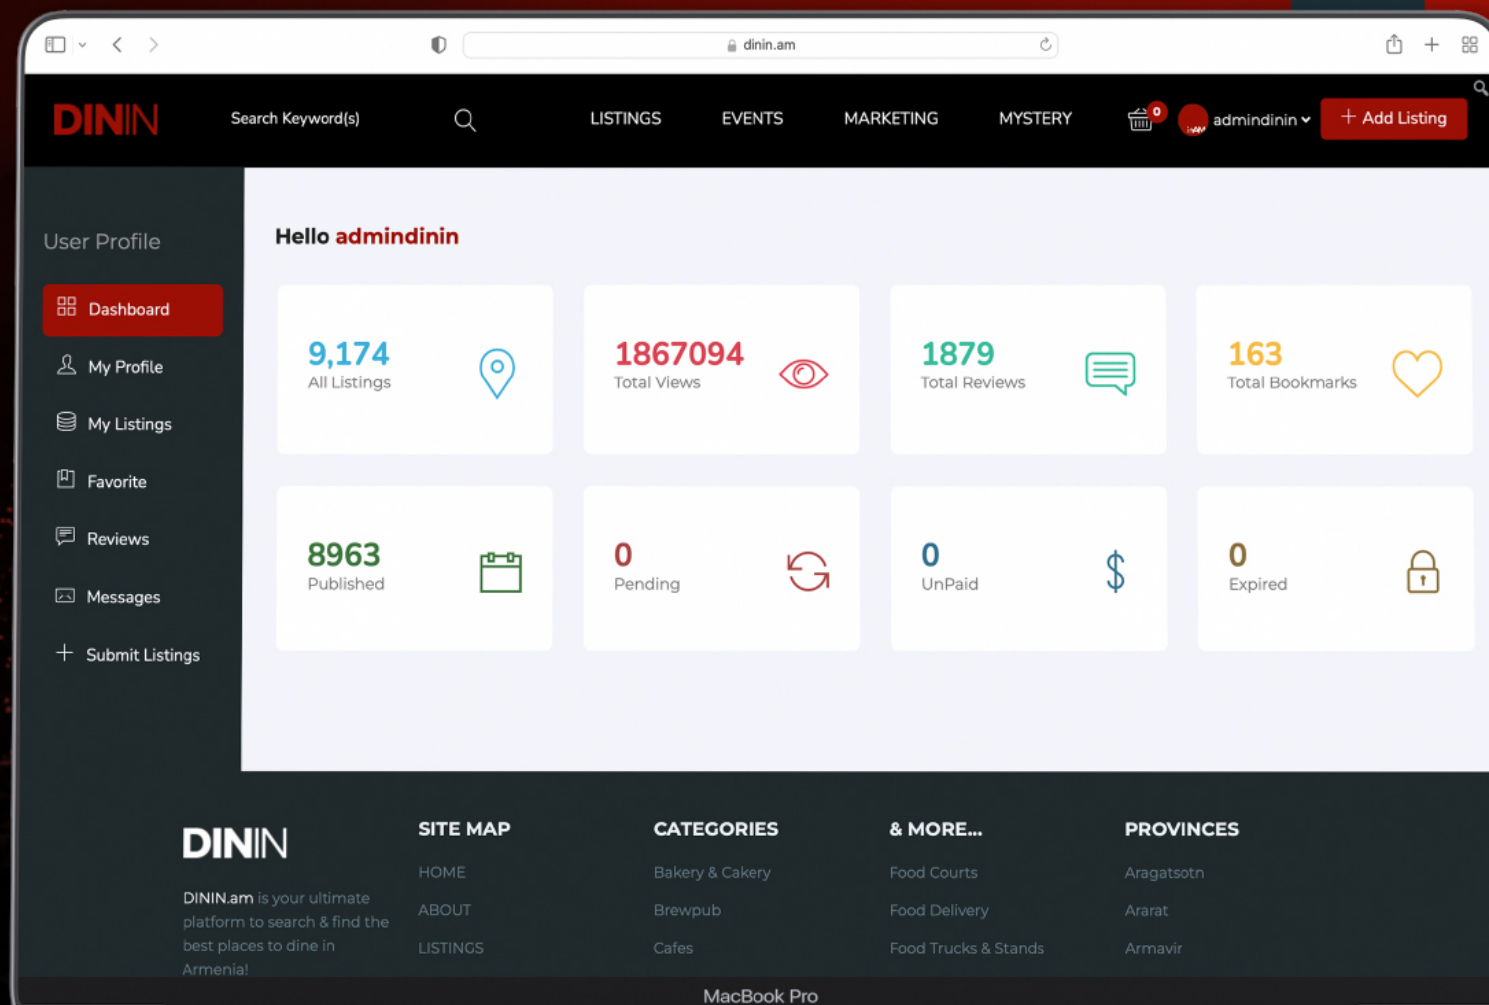 dinin.am
DININ
Search Keyword(s)
LISTINGS
EVENTS
MARKETING
MYSTERY
0
admindinin
+ Add Listing
User Profile
Dashboard
My Profile
My Listings
Favorite
Reviews
Messages
Submit Listings
Hello admindinin
9,174
All Listings
1867094
Total Views
1879
Total Reviews
163
Total Bookmarks
8963
Published
0
Pending
0
UnPaid
0
Expired
DININ
DININ.am is your ultimate
platform to search & find the
best places to dine in
Armenia!
SITE MAP
HOME
ABOUT
LISTINGS
CATEGORIES
Bakery & Cakery
Brewpub
Cafes
& MORE...
Food Courts
Food Delivery
Food Trucks & Stands
PROVINCES
Aragatsotn
Ararat
Armavir
MacBook Pro